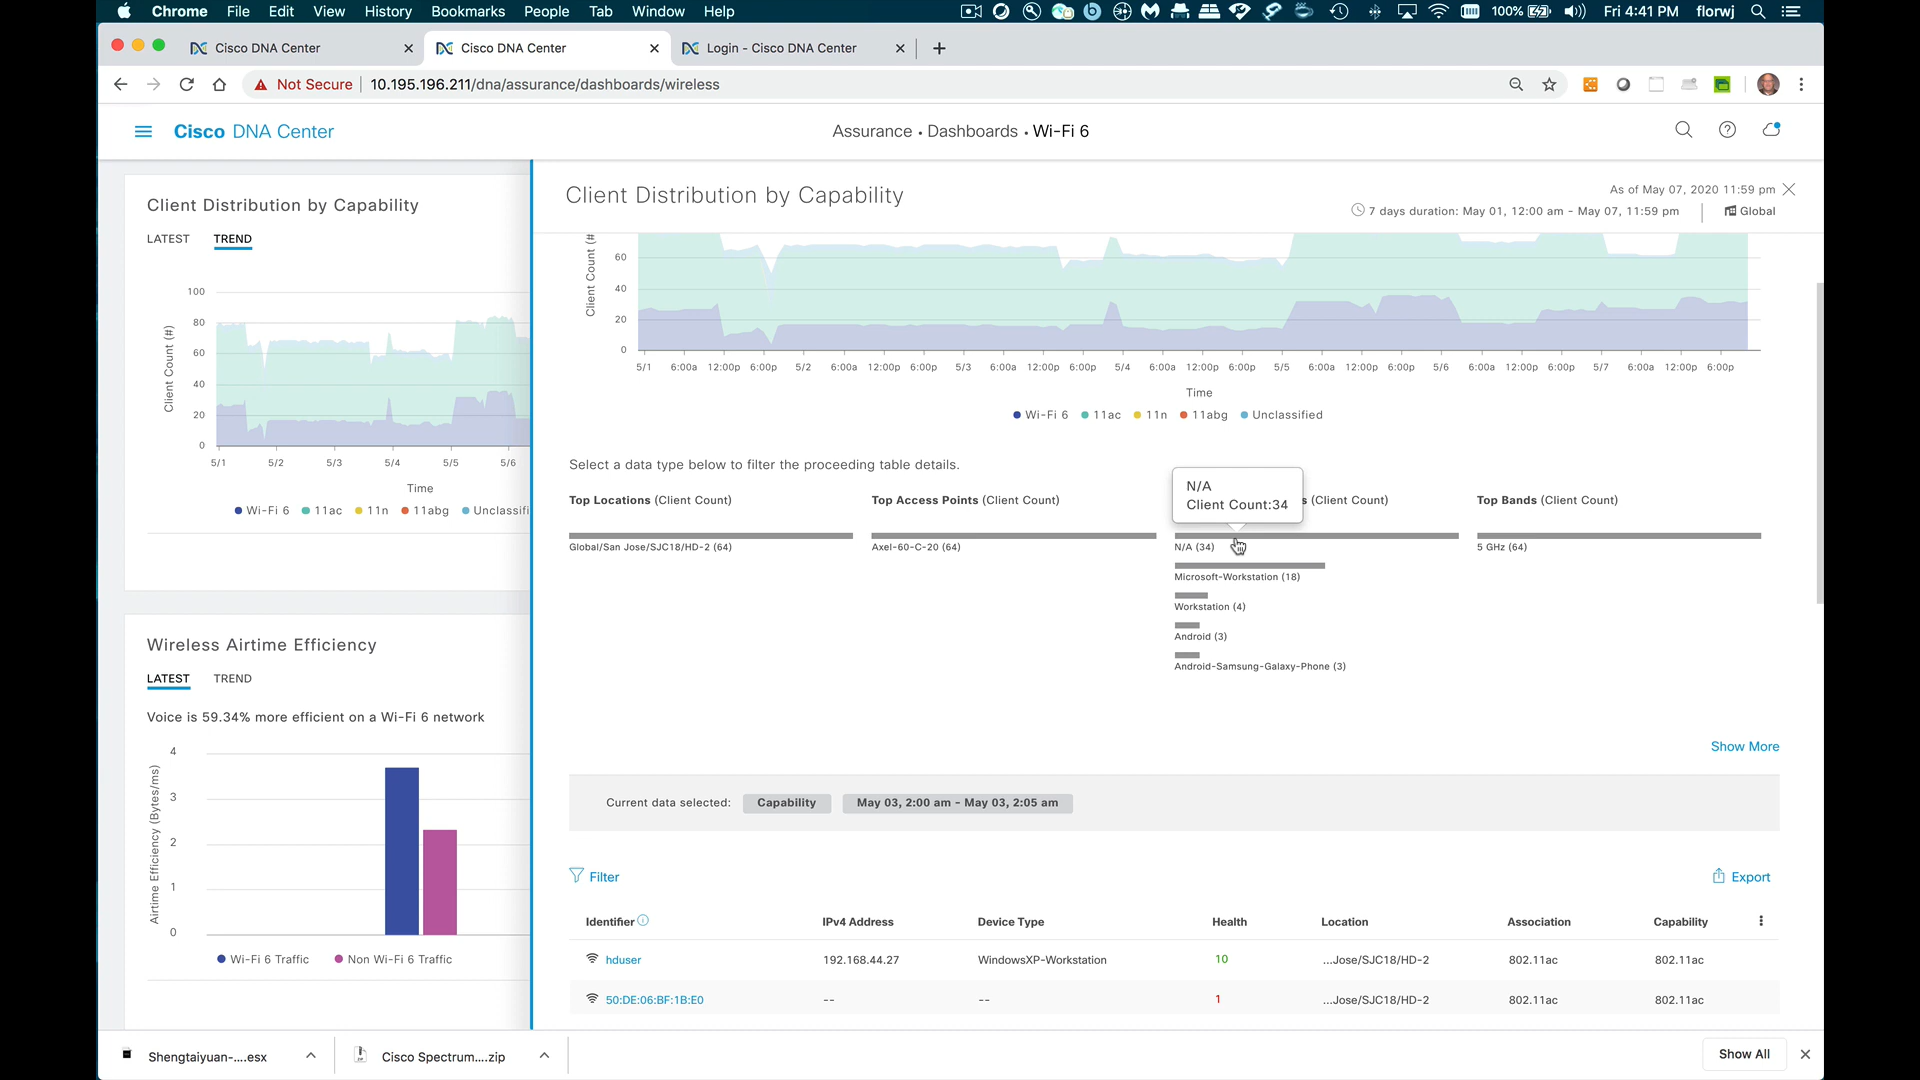 Chrome File Edit View History Bookmarks People Tab Window Help 100% Fri 4:41 PM florwj
Cisco DNA Center Cisco DNA Center Login - Cisco DNA Center
Not Secure 10.195.196.211/dna/assurance/dashboards/wireless
Cisco DNA Center Assurance • Dashboards • Wi-Fi 6
Client Distribution by Capability
LATEST TREND
100
80
60
40
20
0
Client Count (#)
5/1 5/2 5/3 5/4 5/5 5/6
Time
Wi-Fi 6 11ac 11n 11abg Unclassifi
Wireless Airtime Efficiency
LATEST TREND
Voice is 59.34% more efficient on a Wi-Fi 6 network
4
3
2
1
0
Airtime Efficiency (Bytes/ms)
Wi-Fi 6 Traffic Non Wi-Fi 6 Traffic
Client Distribution by Capability
As of May 07, 2020 11:59 pm
7 days duration: May 01, 12:00 am - May 07, 11:59 pm Global
Client Count (#
60
40
20
0
5/1 6:00a 12:00p 6:00p 5/2 6:00a 12:00p 6:00p 5/3 6:00a 12:00p 6:00p 5/4 6:00a 12:00p 6:00p 5/5 6:00a 12:00p 6:00p 5/6 6:00a 12:00p 6:00p 5/7 6:00a 12:00p 6:00p
Time
Wi-Fi 6 11ac 11n 11abg Unclassified
Select a data type below to filter the proceeding table details.
N/A
Client Count:34
Top Locations (Client Count) Top Access Points (Client Count) s (Client Count) Top Bands (Client Count)
Global/San Jose/SJC18/HD-2 (64) Axel-60-C-20 (64) N/A (34) 5 GHz (64)
Microsoft-Workstation (18)
Workstation (4)
Android (3)
Android-Samsung-Galaxy-Phone (3)
Show More
Current data selected: Capability May 03, 2:00 am - May 03, 2:05 am
Filter Export
Identifier IPv4 Address Device Type Health Location Association Capability
hduser 192.168.44.27 WindowsXP-Workstation 10 ...Jose/SJC18/HD-2 802.11ac 802.11ac
50:DE:06:BF:1B:E0 -- -- 1 ...Jose/SJC18/HD-2 802.11ac 802.11ac
Shengtaiyuan-....esx Cisco Spectrum....zip Show All